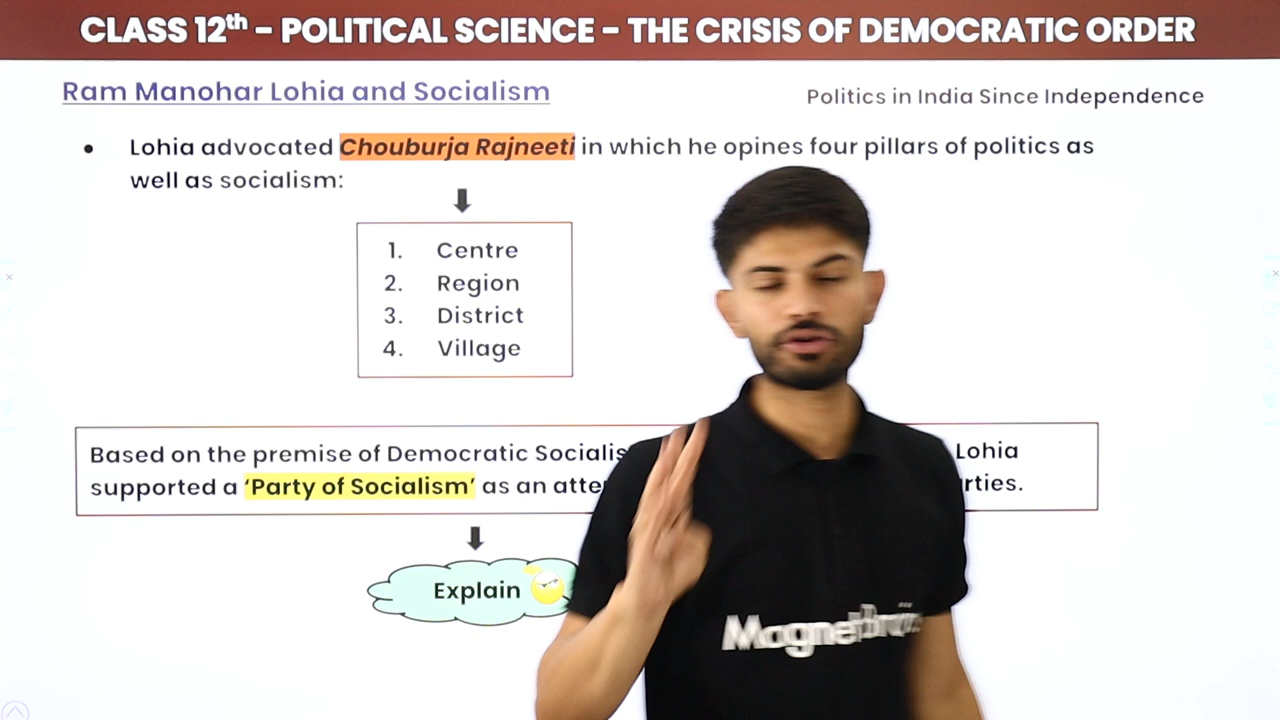 CLASS 12th – POLITICAL SCIENCE – THE CRISIS OF DEMOCRATIC ORDER
Ram Manohar Lohia and Socialism
Politics in India Since Independence
• Lohia advocated Chouburja Rajneeti in which he opines four pillars of politics as
well as socialism:
1. Centre
2. Region
3. District
4. Village
Based on the premise of Democratic Lohia
supported a ‘Party of Socialism’ as an
Explain